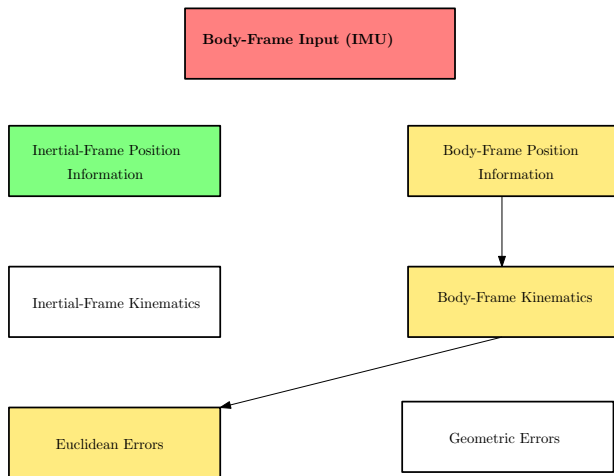 Body-Frame Input (IMU)
Inertial-Frame Position
Information
Body-Frame Position
Information
Inertial-Frame Kinematics
Body-Frame Kinematics
Euclidean Errors
Geometric Errors